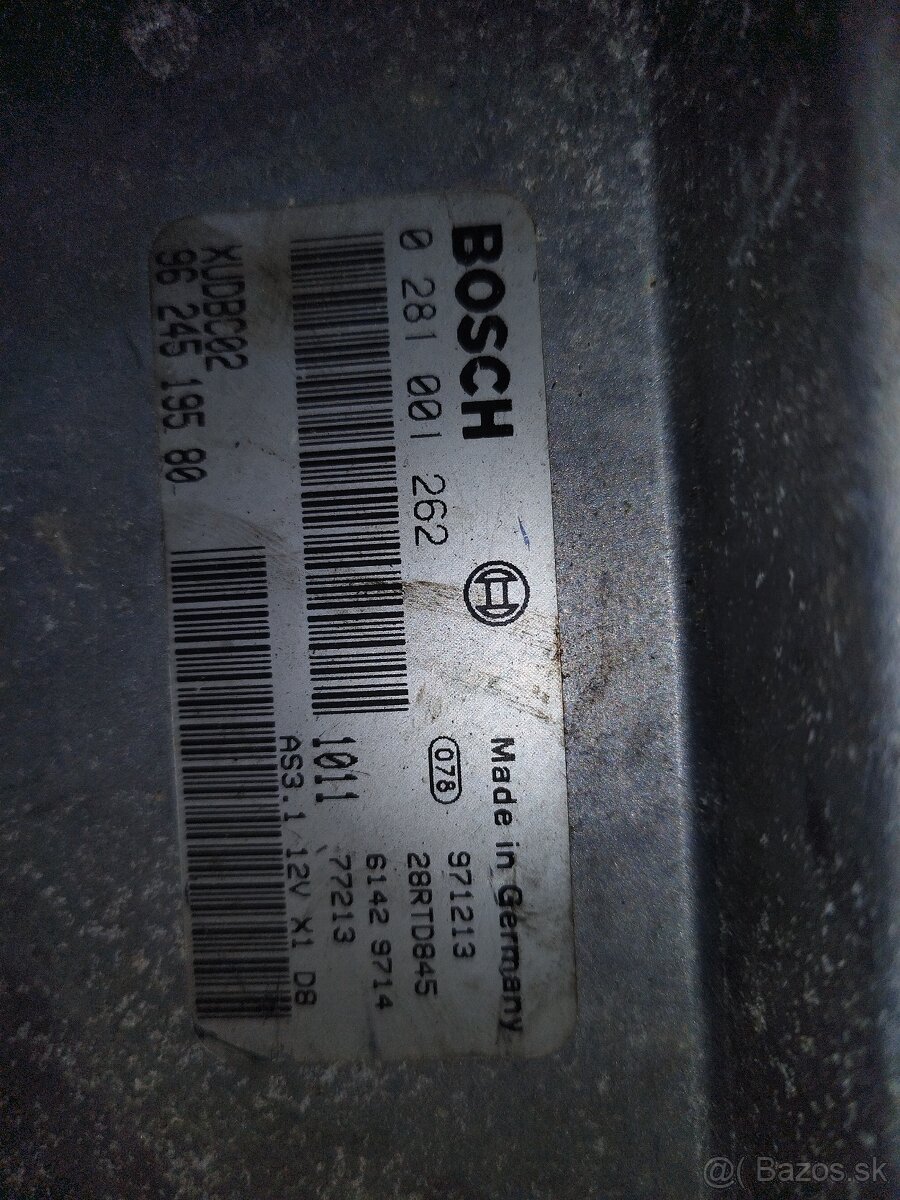 BOSCH
Made in Germany
0 281 001 262
078
971213
28RTD845
6142 9714
77213
1011
AS3.1 12V X1 D8
XUDBC02
96 245 195 80
@( Bazos.sk